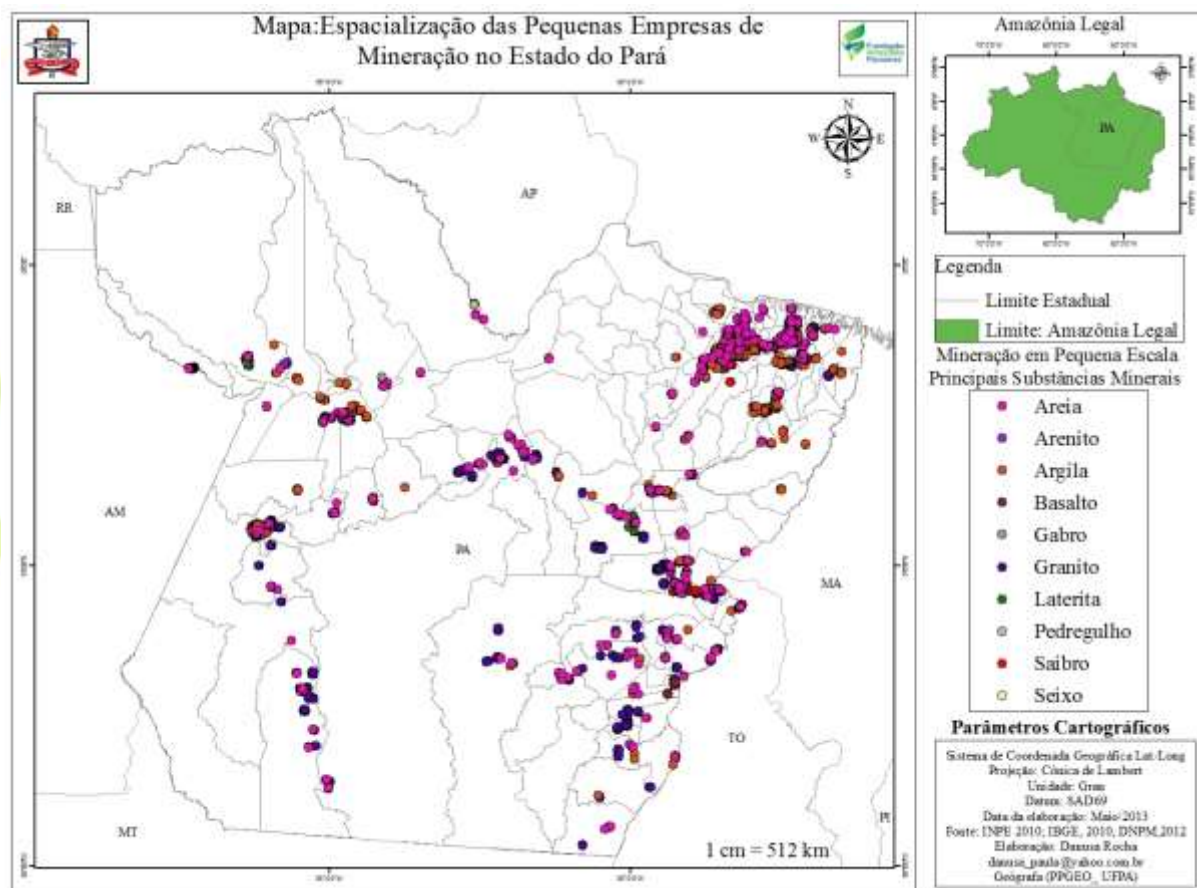 Mapa:Espacialização das Pequenas Empresas de
Mineração no Estado do Pará
N
W E
S
RR
AP
AM
PA
MA
TO
MT
PI
1 cm = 512 km
Amazônia Legal
PA
Legenda
Limite Estadual
Limite: Amazônia Legal
Mineração em Pequena Escala
Principais Substâncias Minerais
Areia
Arenito
Argila
Basalto
Gabro
Granito
Laterita
Pedregulho
Saibro
Seixo
Parâmetros Cartográficos
Sistema de Coordenada Geográfica Lat-Long
Projeção: Cônica de Lambert
Unidade: Grau
Datum: SAD69
Data da elaboração: Maio/2013
Fonte: INPE 2010; IBGE, 2010; DNPM,2012
Elaboração: Danusa Rocha
danusa_paula@yahoo.com.br
Geógrafa (PPGEO_ UFPA)